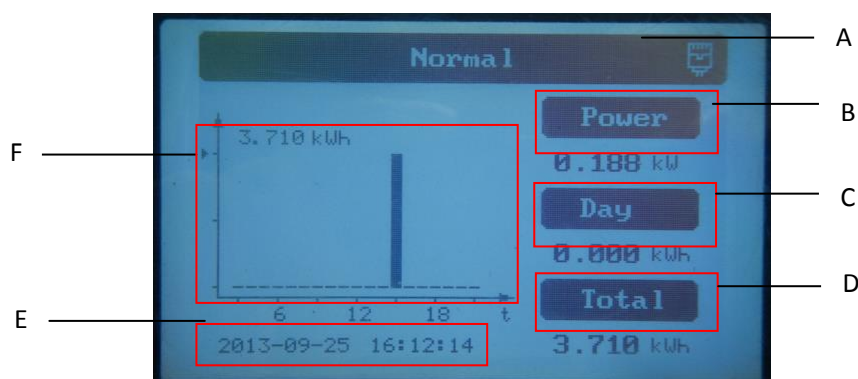 A
Normal
B
Power
F
3.710 kWh
0.188 kW
C
Day
0.000 kWh
D
Total
6 12 18 t
E
2013-09-25 16:12:14
3.710 kWh